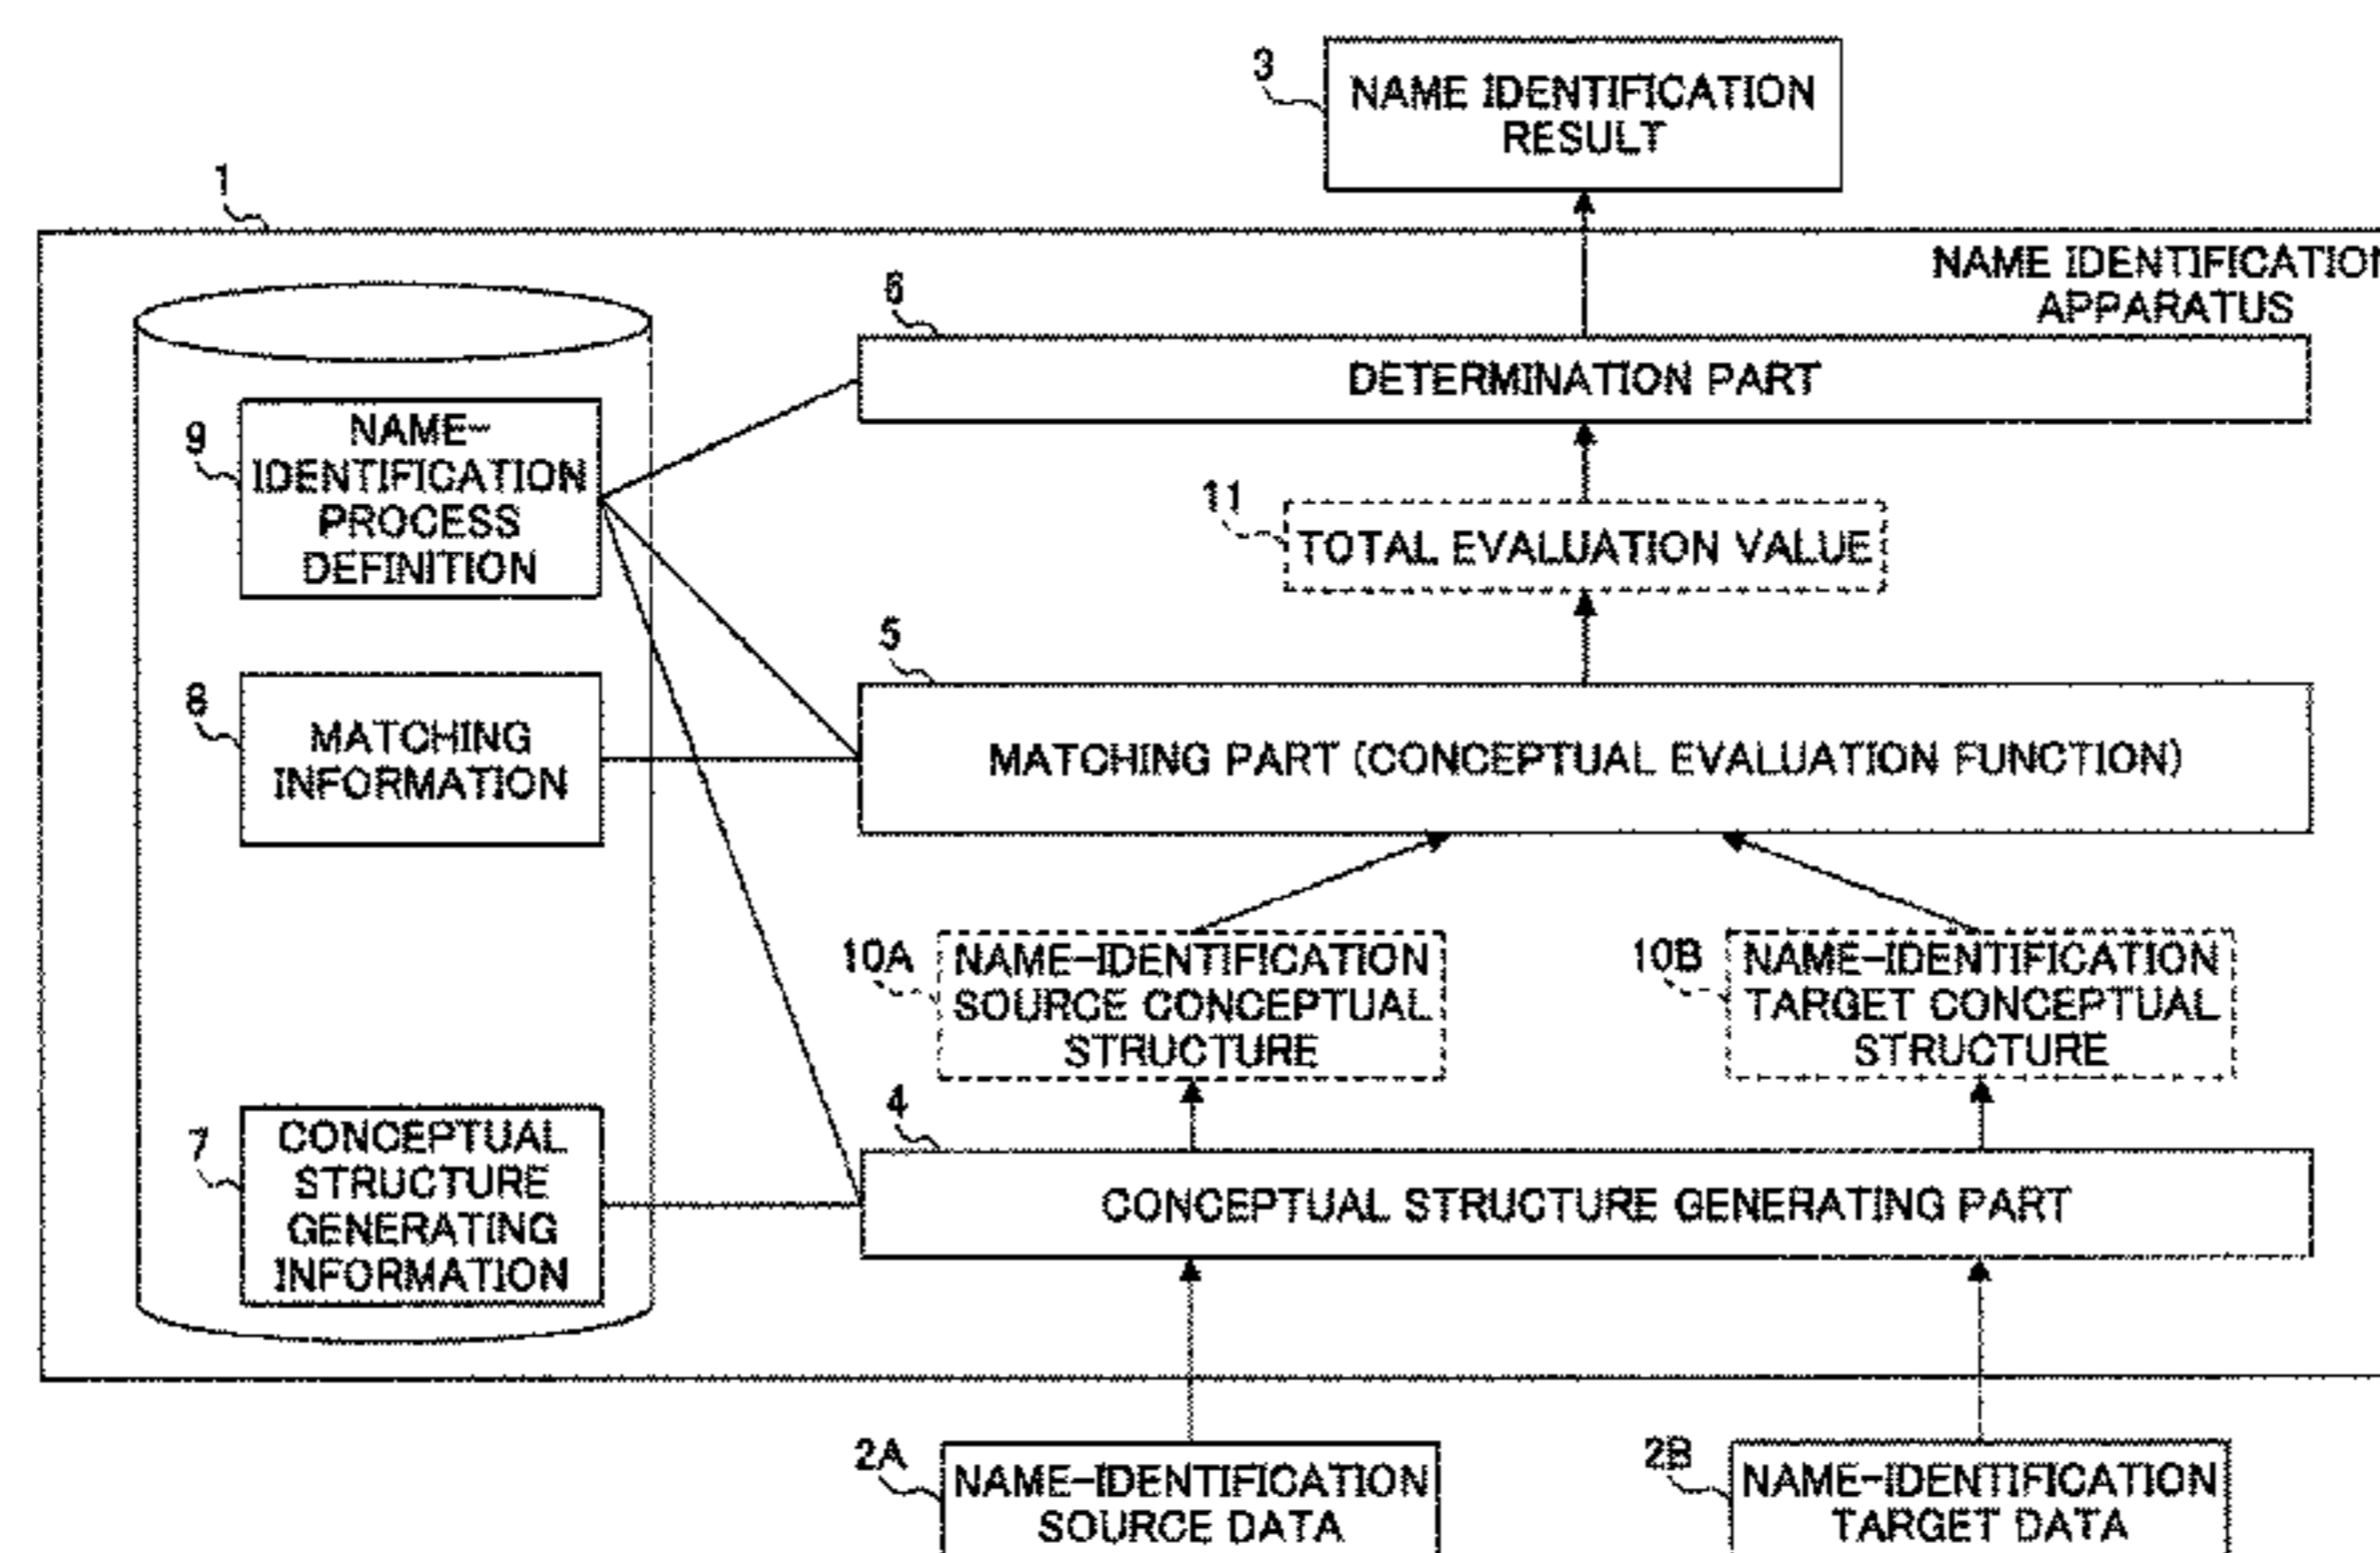 3
NAME IDENTIFICATION
RESULT
1
NAME IDENTIFICATION
APPARATUS
6
DETERMINATION PART
9
NAME-
IDENTIFICATION
PROCESS
DEFINITION
11
TOTAL EVALUATION VALUE
5
8
MATCHING
INFORMATION
MATCHING PART (CONCEPTUAL EVALUATION FUNCTION)
10A
NAME-IDENTIFICATION
SOURCE CONCEPTUAL
STRUCTURE
10B
NAME-IDENTIFICATION
TARGET CONCEPTUAL
STRUCTURE
4
7
CONCEPTUAL
STRUCTURE
GENERATING
INFORMATION
CONCEPTUAL STRUCTURE GENERATING PART
2A
NAME-IDENTIFICATION
SOURCE DATA
2B
NAME-IDENTIFICATION
TARGET DATA